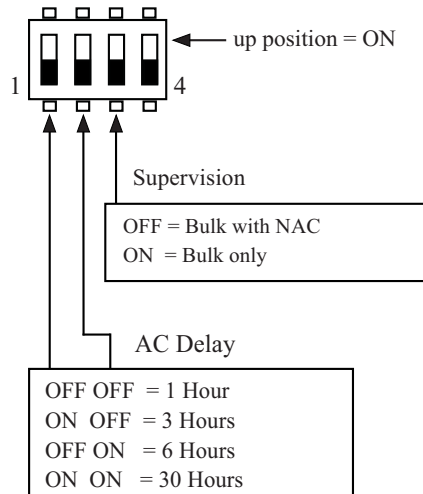 up position = ON
1 4
Supervision
OFF = Bulk with NAC
ON = Bulk only
AC Delay
OFF OFF = 1 Hour
ON OFF = 3 Hours
OFF ON = 6 Hours
ON ON = 30 Hours